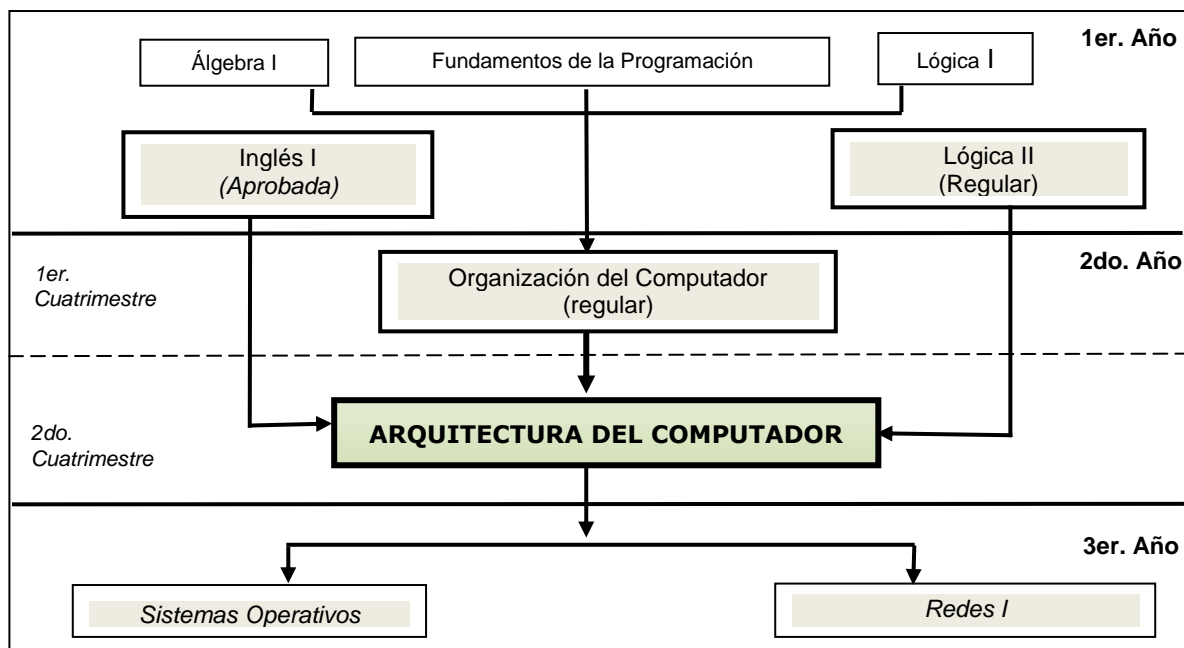 1er. Año
Álgebra I
Fundamentos de la Programación
Lógica I
Inglés I
(Aprobada)
Lógica II
(Regular)
2do. Año
1er.
Cuatrimestre
Organización del Computador
(regular)
2do.
Cuatrimestre
ARQUITECTURA DEL COMPUTADOR
3er. Año
Sistemas Operativos
Redes I